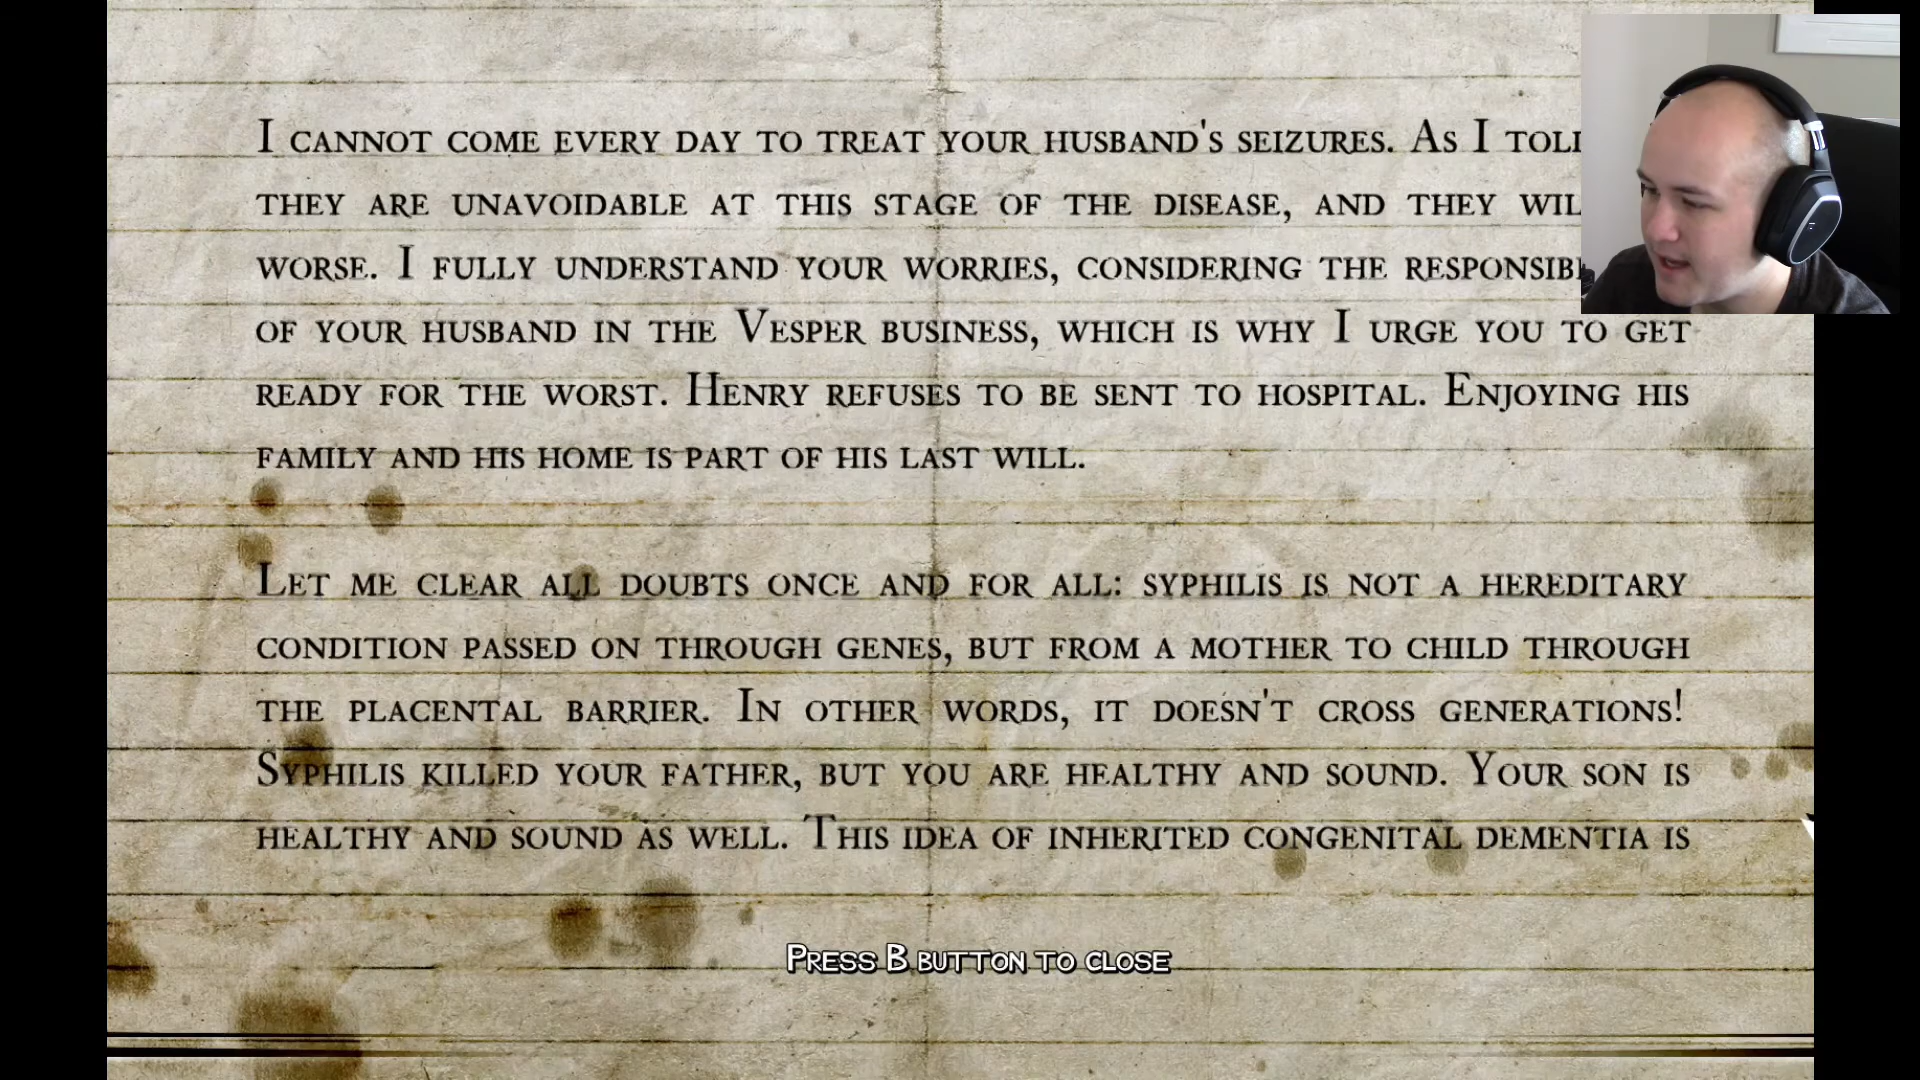 I cannot come every day to treat your husband's seizures. As I
they are unavoidable at this stage of the disease, and they
worse. I fully understand your worries, considering the
of your husband in the Vesper business, which is why I urge you to get
ready for the worst. Henry refuses to be sent to hospital. Enjoying his
family and his home is part of his last will.
Let me clear all doubts once and for all: syphilis is not a hereditary
condition passed on through genes, but from a mother to child through
the placental barrier. In other words, it doesn't cross generations!
Syphilis killed your father, but you are healthy and sound. Your son is
healthy and sound as well. This idea of inherited congenital dementia is
Press B button to close